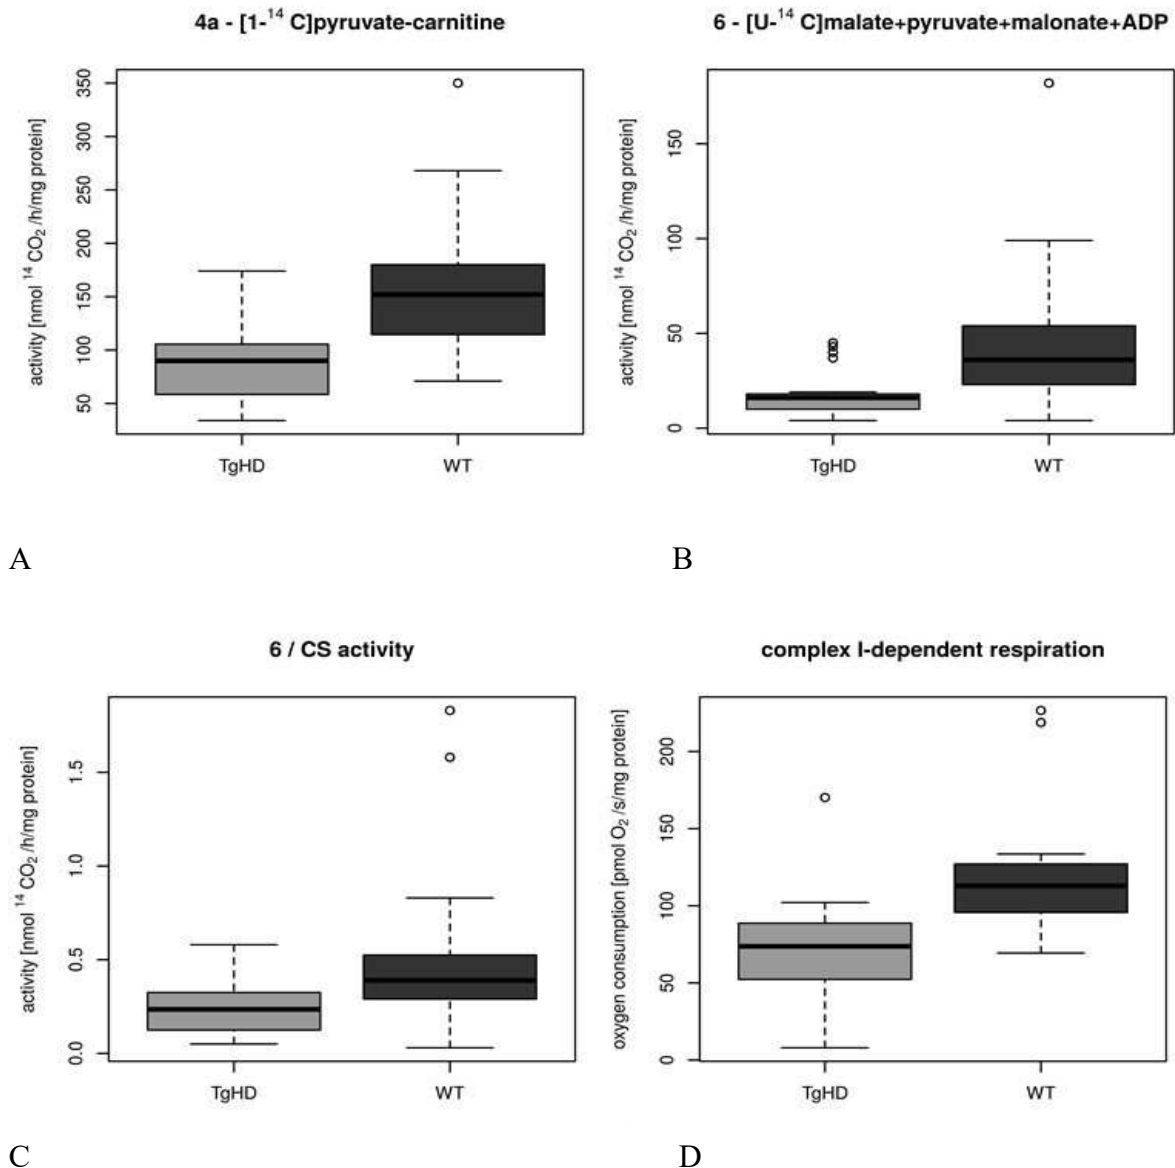 4a - [1-¹⁴ C]pyruvate-carnitine
activity [nmol ¹⁴ CO₂ /h/mg protein]
350
300
250
200
150
100
50
TgHD
WT
A
6 - [U-¹⁴ C]malate+pyruvate+malonate+ADP
activity [nmol ¹⁴ CO₂ /h/mg protein]
150
100
50
0
TgHD
WT
B
6 / CS activity
activity [nmol ¹⁴ CO₂ /h/mg protein]
1.5
1.0
0.5
0.0
TgHD
WT
C
complex I-dependent respiration
oxygen consumption [pmol O₂ /s/mg protein]
200
150
100
50
0
TgHD
WT
D